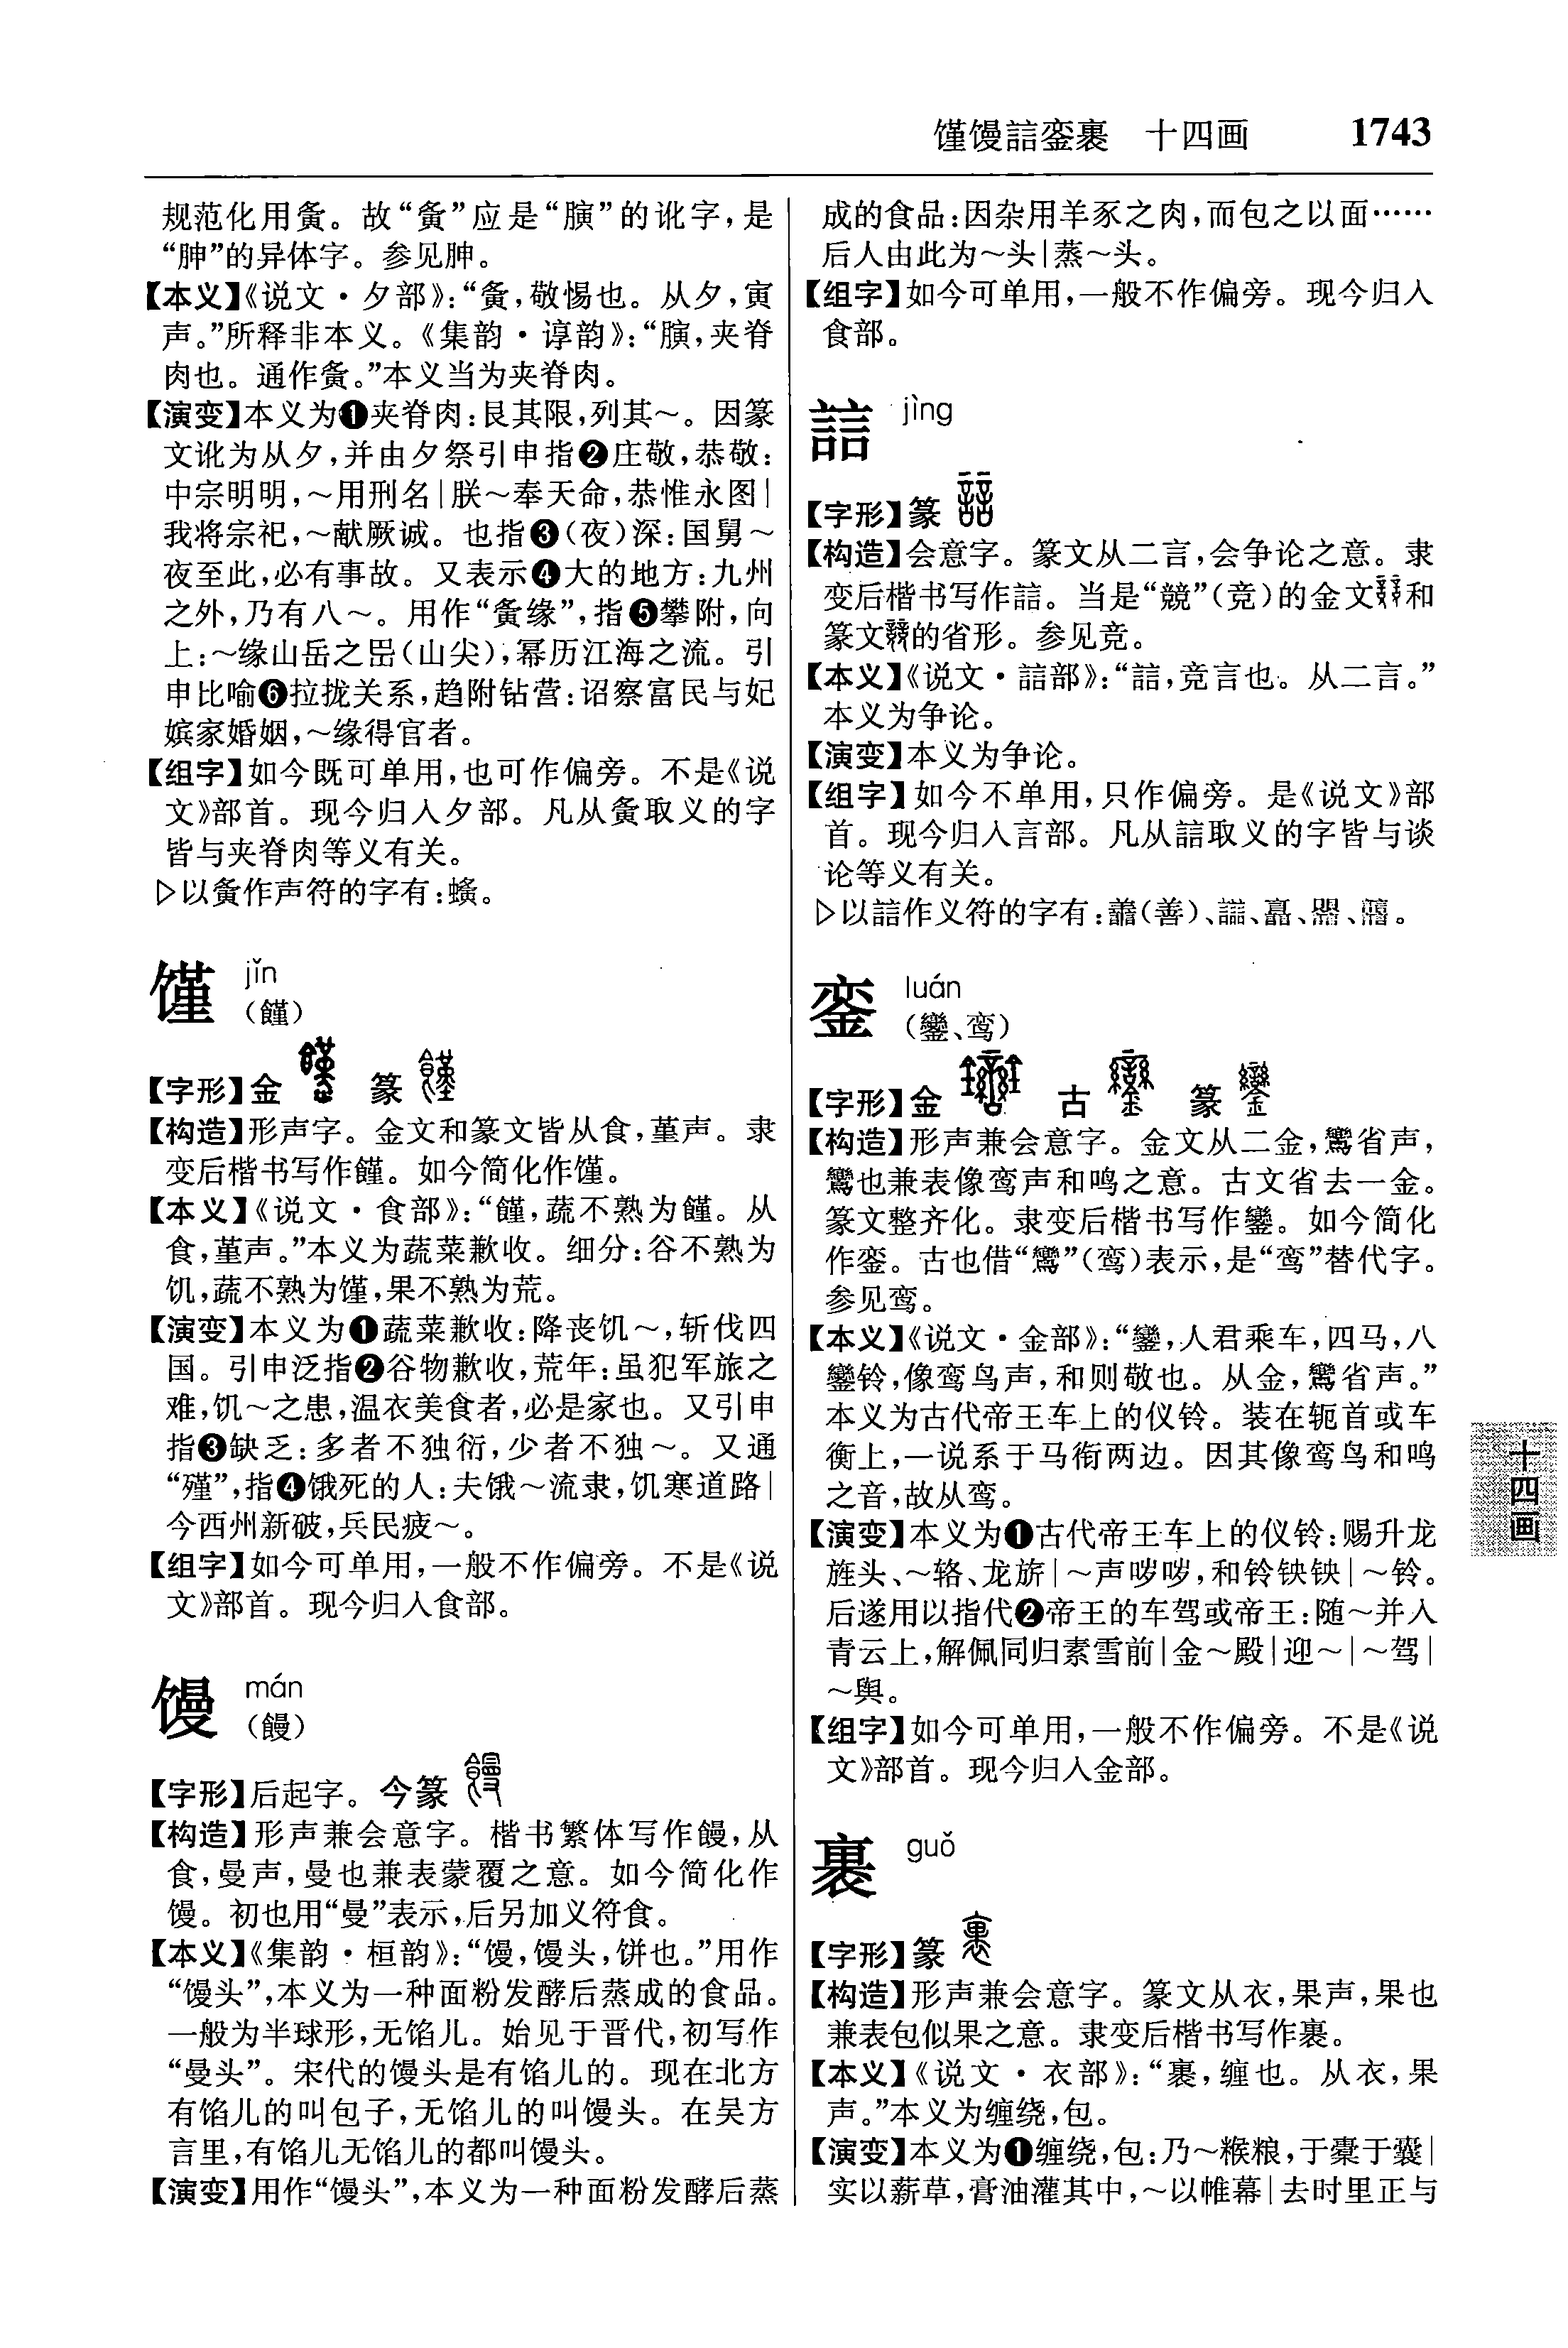 馑馒誩銮裹　十四画　1743
规范化用夤。故“夤”应是“䐺”的讹字，是
“胂”的异体字。参见胂。
【本义】《说文·夕部》：“夤，敬惕也。从夕，寅
声。”所释非本义。《集韵·谆韵》：“䐺，夹脊
肉也。通作夤。”本义当为夹脊肉。
【演变】本义为❶夹脊肉：艮其限，列其～。因篆
文讹为从夕，并由夕祭引申指❷庄敬，恭敬：
中宗明明，～用刑名｜朕～奉天命，恭惟永图｜
我将宗祀，～献厥诚。也指❸(夜)深：国舅～
夜至此，必有事故。又表示❹大的地方：九州
之外，乃有八～。用作“夤缘”，指❺攀附，向
上：～缘山岳之岊(山尖)，幂历江海之流。引
申比喻❻拉拢关系，趋附钻营：诏察富民与妃
嫔家婚姻，～缘得官者。
【组字】如今既可单用，也可作偏旁。不是《说
文》部首。现今归入夕部。凡从夤取义的字
皆与夹脊肉等义有关。
▷以夤作声符的字有：。
馑 jǐn
(饉)
【字形】金 篆
【构造】形声字。金文和篆文皆从食，堇声。隶
变后楷书写作饉。如今简化作馑。
【本义】《说文·食部》：“饉，蔬不熟为饉。从
食，堇声。”本义为蔬菜歉收。细分：谷不熟为
饥，蔬不熟为馑，果不熟为荒。
【演变】本义为❶蔬菜歉收：降丧饥～，斩伐四
国。引申泛指❷谷物歉收，荒年：虽犯军旅之
难，饥～之患，温衣美食者，必是家也。又引申
指❸缺乏：多者不独衍，少者不独～。又通
“殣”，指❹饿死的人：夫饿～流隶，饥寒道路｜
今西州新破，兵民疲～。
【组字】如今可单用，一般不作偏旁。不是《说
文》部首。现今归入食部。
馒 mán
(饅)
【字形】后起字。今篆
【构造】形声兼会意字。楷书繁体写作饅，从
食，曼声，曼也兼表蒙覆之意。如今简化作
馒。初也用“曼”表示，后另加义符食。
【本义】《集韵·桓韵》：“馒，馒头，饼也。”用作
“馒头”，本义为一种面粉发酵后蒸成的食品。
一般为半球形，无馅儿。始见于晋代，初写作
“曼头”。宋代的馒头是有馅儿的。现在北方
有馅儿的叫包子，无馅儿的叫馒头。在吴方
言里，有馅儿无馅儿的都叫馒头。
【演变】用作“馒头”，本义为一种面粉发酵后蒸
成的食品：因杂用羊豕之肉，而包之以面……
后人由此为～头｜蒸～头。
【组字】如今可单用，一般不作偏旁。现今归入
食部。
誩 jìng
【字形】篆
【构造】会意字。篆文从二言，会争论之意。隶
变后楷书写作誩。当是“競”(竞)的金文和
篆文的省形。参见竞。
【本义】《说文·誩部》：“誩，竞言也。从二言。”
本义为争论。
【演变】本义为争论。
【组字】如今不单用，只作偏旁。是《说文》部
首。现今归入言部。凡从誩取义的字皆与谈
论等义有关。
▷以誩作义符的字有：譱(善)、、、、。
銮 luán
(鑾、鸾)
【字形】金 古 篆
【构造】形声兼会意字。金文从二金，鸞省声，
鸞也兼表像鸾声和鸣之意。古文省去一金。
篆文整齐化。隶变后楷书写作鑾。如今简化
作銮。古也借“鸞”(鸾)表示，是“鸾”替代字。
参见鸾。
【本义】《说文·金部》：“鑾，人君乘车，四马，八
鑾铃，像鸾鸟声，和则敬也。从金，鸞省声。”
本义为古代帝王车上的仪铃。装在轭首或车
衡上，一说系于马衔两边。因其像鸾鸟和鸣
之音，故从鸾。
【演变】本义为❶古代帝王车上的仪铃：赐升龙
旌头、～辂、龙旂｜～声哕哕，和铃鉠鉠｜～铃。
后遂用以指代❷帝王的车驾或帝王：随～并入
青云上，解佩同归素雪前｜金～殿｜迎～｜～驾｜
～舆。
【组字】如今可单用，一般不作偏旁。不是《说
文》部首。现今归入金部。
裹 guǒ
【字形】篆
【构造】形声兼会意字。篆文从衣，果声，果也
兼表包似果之意。隶变后楷书写作裹。
【本义】《说文·衣部》：“裹，缠也。从衣，果
声。”本义为缠绕，包。
【演变】本义为❶缠绕，包：乃～糇粮，于橐于囊｜
实以薪草，膏油灌其中，～以帷幕｜去时里正与
十四画